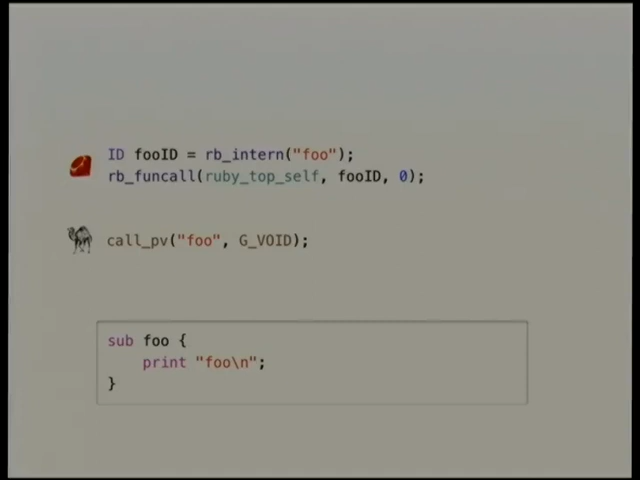 ID fooID = rb_intern("foo");
rb_funcall(ruby_top_self, fooID, 0);
call_pv("foo", G_VOID);
sub foo {
    print "foo\n";
}